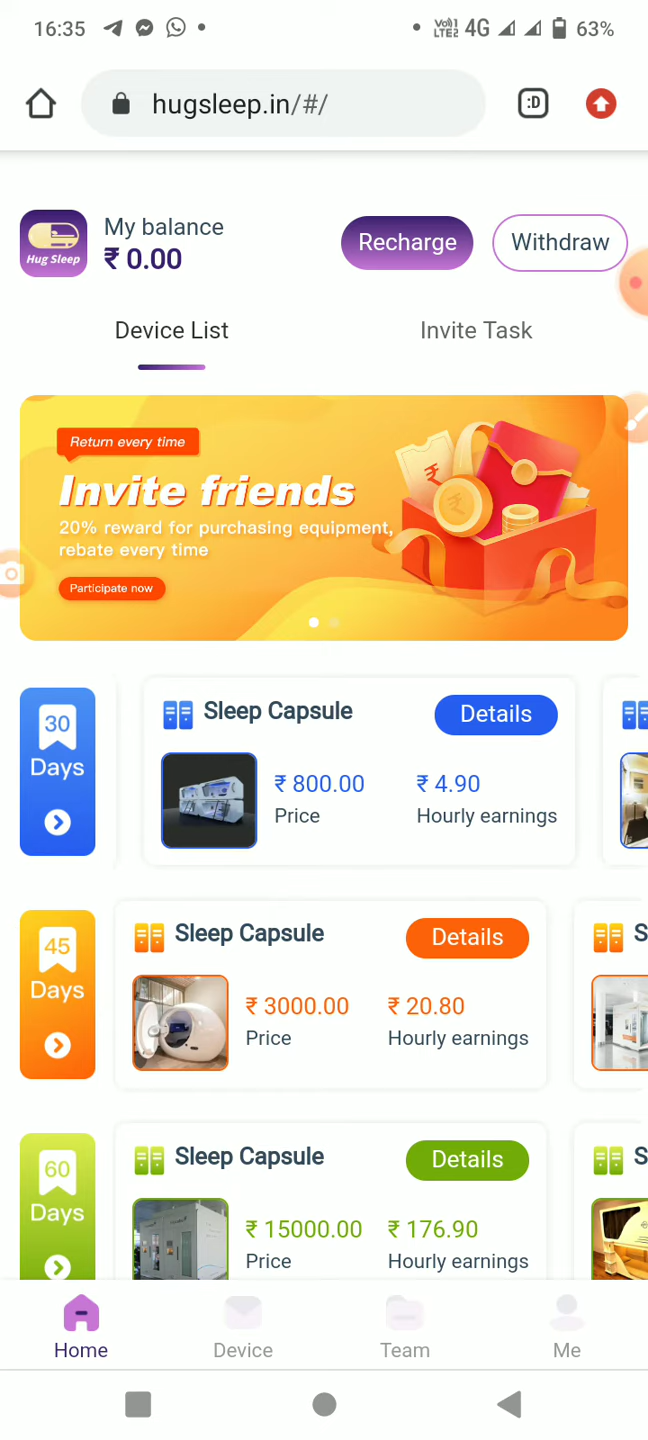 16:35
4G
63%
hugsleep.in/#/
:D
My balance
₹ 0.00
Recharge
Withdraw
Hug Sleep
Device List
Invite Task
Return every time
Invite friends
20% reward for purchasing equipment,
rebate every time
Participate now
30
Days
Sleep Capsule
Details
₹ 800.00
₹ 4.90
Price
Hourly earnings
45
Days
Sleep Capsule
Details
S
₹ 3000.00
₹ 20.80
Price
Hourly earnings
60
Days
Sleep Capsule
Details
S
₹ 15000.00
₹ 176.90
Price
Hourly earnings
Home
Device
Team
Me